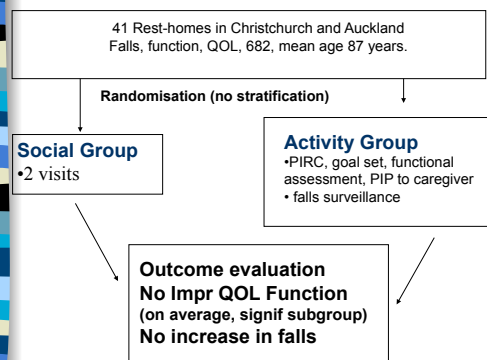 41 Rest-homes in Christchurch and Auckland
Falls, function, QOL, 682, mean age 87 years.
Randomisation (no stratification)
Social Group
•2 visits
Activity Group
•PIRC, goal set, functional
assessment, PIP to caregiver
• falls surveillance
Outcome evaluation
No Impr QOL Function
(on average, signif subgroup)
No increase in falls